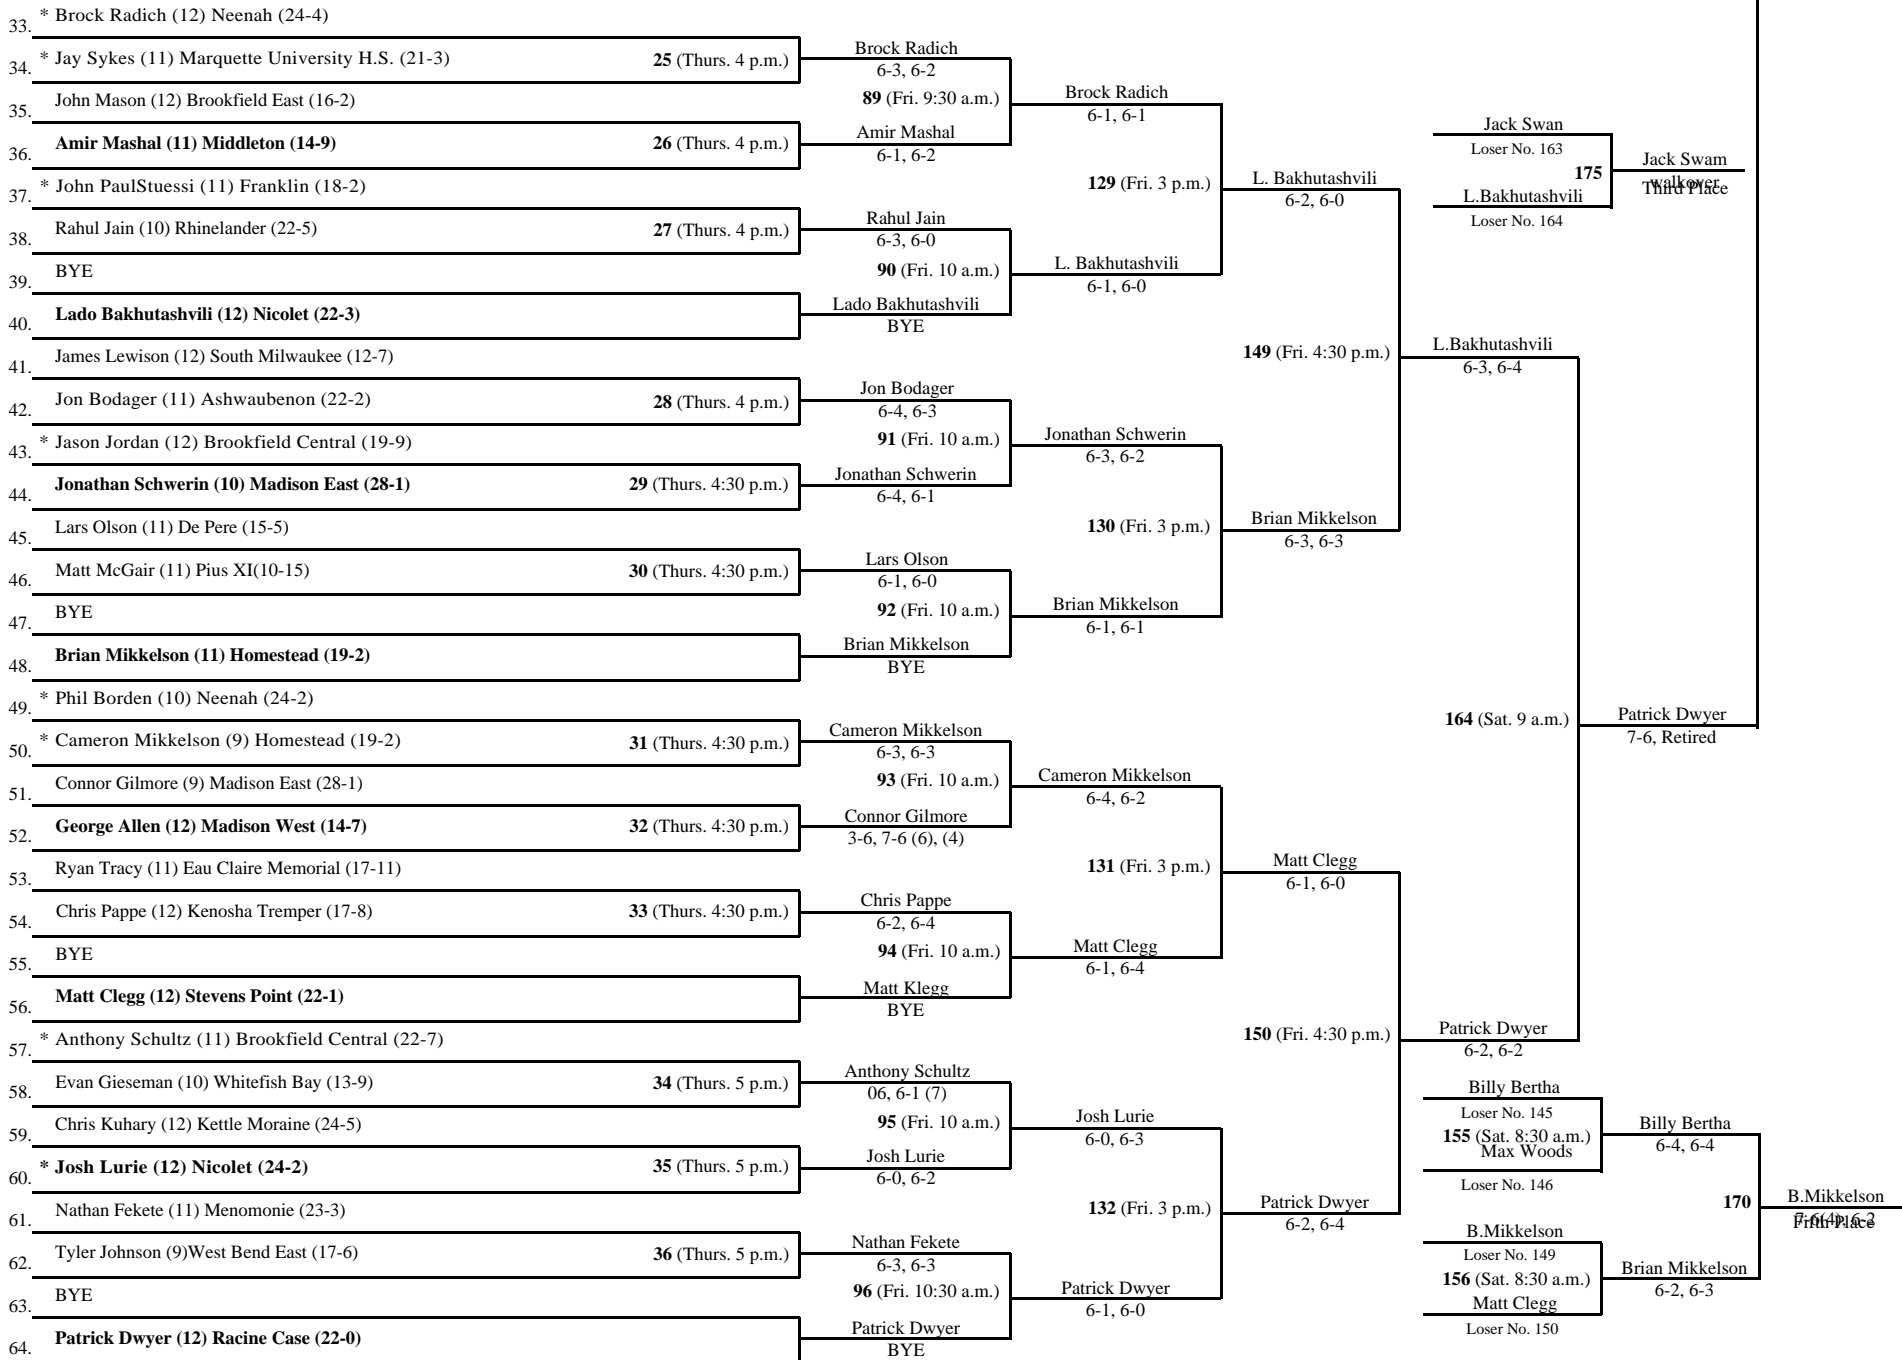 33. * Brock Radich (12) Neenah (24-4)
34. * Jay Sykes (11) Marquette University H.S. (21-3)
25 (Thurs. 4 p.m.)
35. John Mason (12) Brookfield East (16-2)
36. Amir Mashal (11) Middleton (14-9)
26 (Thurs. 4 p.m.)
37. * John PaulStuessi (11) Franklin (18-2)
38. Rahul Jain (10) Rhinelander (22-5)
27 (Thurs. 4 p.m.)
39. BYE
40. Lado Bakhutashvili (12) Nicolet (22-3)
41. James Lewison (12) South Milwaukee (12-7)
42. Jon Bodager (11) Ashwaubenon (22-2)
28 (Thurs. 4 p.m.)
43. * Jason Jordan (12) Brookfield Central (19-9)
44. Jonathan Schwerin (10) Madison East (28-1)
29 (Thurs. 4:30 p.m.)
45. Lars Olson (11) De Pere (15-5)
46. Matt McGair (11) Pius XI(10-15)
30 (Thurs. 4:30 p.m.)
47. BYE
48. Brian Mikkelson (11) Homestead (19-2)
49. * Phil Borden (10) Neenah (24-2)
50. * Cameron Mikkelson (9) Homestead (19-2)
31 (Thurs. 4:30 p.m.)
51. Connor Gilmore (9) Madison East (28-1)
52. George Allen (12) Madison West (14-7)
32 (Thurs. 4:30 p.m.)
53. Ryan Tracy (11) Eau Claire Memorial (17-11)
54. Chris Pappe (12) Kenosha Tremper (17-8)
33 (Thurs. 4:30 p.m.)
55. BYE
56. Matt Clegg (12) Stevens Point (22-1)
57. * Anthony Schultz (11) Brookfield Central (22-7)
58. Evan Gieseman (10) Whitefish Bay (13-9)
34 (Thurs. 5 p.m.)
59. Chris Kuhary (12) Kettle Moraine (24-5)
60. * Josh Lurie (12) Nicolet (24-2)
35 (Thurs. 5 p.m.)
61. Nathan Fekete (11) Menomonie (23-3)
62. Tyler Johnson (9)West Bend East (17-6)
36 (Thurs. 5 p.m.)
63. BYE
64. Patrick Dwyer (12) Racine Case (22-0)
Brock Radich
6-3, 6-2
89 (Fri. 9:30 a.m.)
Amir Mashal
6-1, 6-2
Rahul Jain
6-3, 6-0
90 (Fri. 10 a.m.)
Lado Bakhutashvili
BYE
Jon Bodager
6-4, 6-3
91 (Fri. 10 a.m.)
Jonathan Schwerin
6-4, 6-1
Lars Olson
6-1, 6-0
92 (Fri. 10 a.m.)
Brian Mikkelson
BYE
Cameron Mikkelson
6-3, 6-3
93 (Fri. 10 a.m.)
Connor Gilmore
3-6, 7-6 (6), (4)
Chris Pappe
6-2, 6-4
94 (Fri. 10 a.m.)
Matt Klegg
BYE
Anthony Schultz
06, 6-1 (7)
95 (Fri. 10 a.m.)
Josh Lurie
6-0, 6-2
Nathan Fekete
6-3, 6-3
96 (Fri. 10:30 a.m.)
Patrick Dwyer
BYE
Brock Radich
6-1, 6-1
129 (Fri. 3 p.m.)
L. Bakhutashvili
6-1, 6-0
Jonathan Schwerin
6-3, 6-2
130 (Fri. 3 p.m.)
Brian Mikkelson
6-1, 6-1
Cameron Mikkelson
6-4, 6-2
131 (Fri. 3 p.m.)
Matt Clegg
6-1, 6-4
Josh Lurie
6-0, 6-3
132 (Fri. 3 p.m.)
Patrick Dwyer
6-1, 6-0
L. Bakhutashvili
6-2, 6-0
149 (Fri. 4:30 p.m.)
Brian Mikkelson
6-3, 6-3
Matt Clegg
6-1, 6-0
150 (Fri. 4:30 p.m.)
Patrick Dwyer
6-2, 6-4
L.Bakhutashvili
6-3, 6-4
164 (Sat. 9 a.m.)
Patrick Dwyer
6-2, 6-2
Patrick Dwyer
7-6, Retired
Jack Swan
Loser No. 163
175
L.Bakhutashvili
Loser No. 164
Jack Swam
walkover
Third Place
Billy Bertha
Loser No. 145
155 (Sat. 8:30 a.m.)
Max Woods
Loser No. 146
Billy Bertha
6-4, 6-4
B.Mikkelson
Loser No. 149
156 (Sat. 8:30 a.m.)
Matt Clegg
Loser No. 150
Brian Mikkelson
6-2, 6-3
170
B.Mikkelson
7-6(4), 6-2
Fifth Place